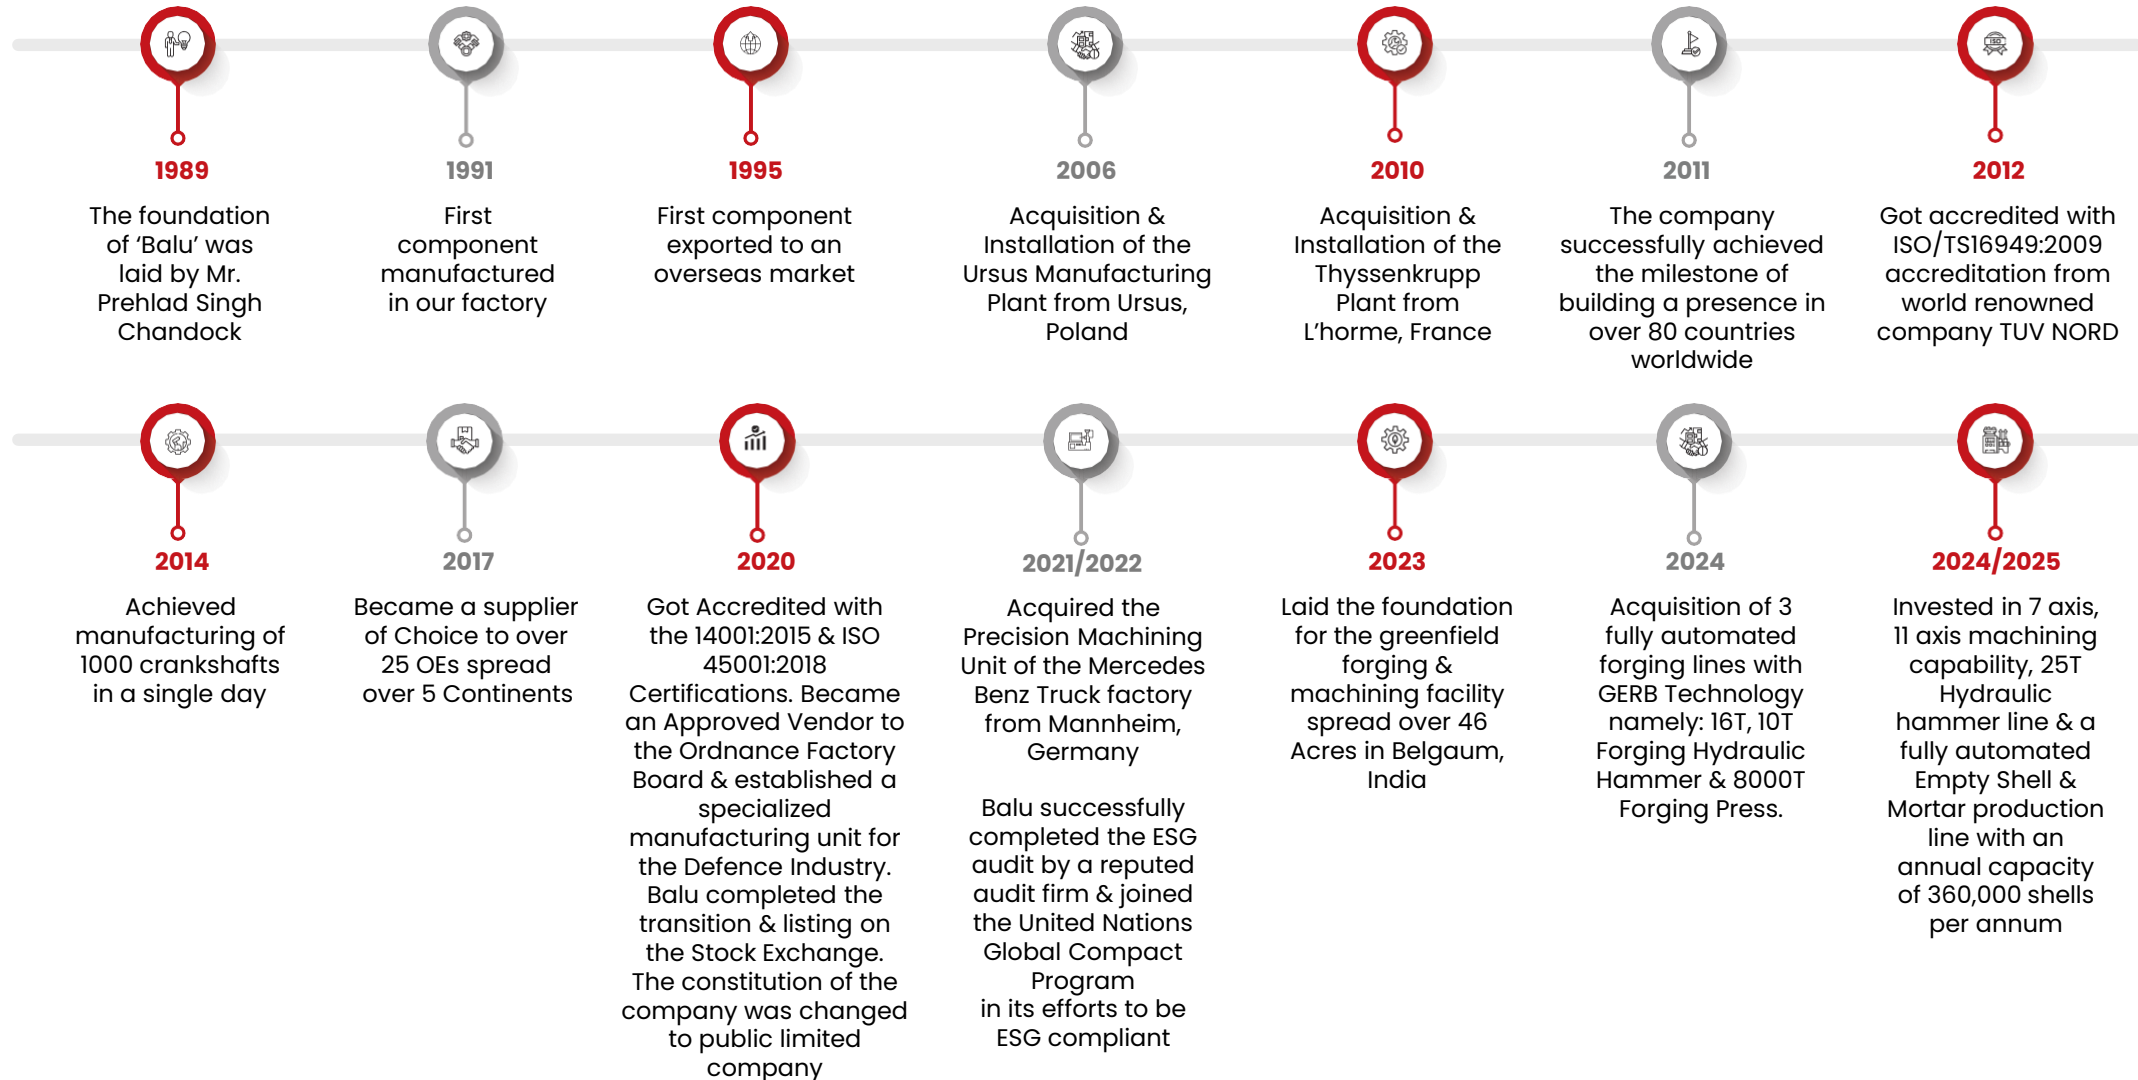 1989
The foundation
of ‘Balu’ was
laid by Mr.
Prehlad Singh
Chandock
1991
First
component
manufactured
in our factory
1995
First component
exported to an
overseas market
2006
Acquisition &
Installation of the
Ursus Manufacturing
Plant from Ursus,
Poland
2010
Acquisition &
Installation of the
Thyssenkrupp
Plant from
L’horme, France
2011
The company
successfully achieved
the milestone of
building a presence in
over 80 countries
worldwide
ISO
2012
Got accredited with
ISO/TS16949:2009
accreditation from
world renowned
company TUV NORD
2014
Achieved
manufacturing of
1000 crankshafts
in a single day
2017
Became a supplier
of Choice to over
25 OEs spread
over 5 Continents
2020
Got Accredited with
the 14001:2015 & ISO
45001:2018
Certifications. Became
an Approved Vendor to
the Ordnance Factory
Board & established a
specialized
manufacturing unit for
the Defence Industry.
Balu completed the
transition & listing on
the Stock Exchange.
The constitution of the
company was changed
to public limited
company
2021/2022
Acquired the
Precision Machining
Unit of the Mercedes
Benz Truck factory
from Mannheim,
Germany
Balu successfully
completed the ESG
audit by a reputed
audit firm & joined
the United Nations
Global Compact
Program
in its efforts to be
ESG compliant
2023
Laid the foundation
for the greenfield
forging &
machining facility
spread over 46
Acres in Belgaum,
India
2024
Acquisition of 3
fully automated
forging lines with
GERB Technology
namely: 16T, 10T
Forging Hydraulic
Hammer & 8000T
Forging Press.
2024/2025
Invested in 7 axis,
11 axis machining
capability, 25T
Hydraulic
hammer line & a
fully automated
Empty Shell &
Mortar production
line with an
annual capacity
of 360,000 shells
per annum